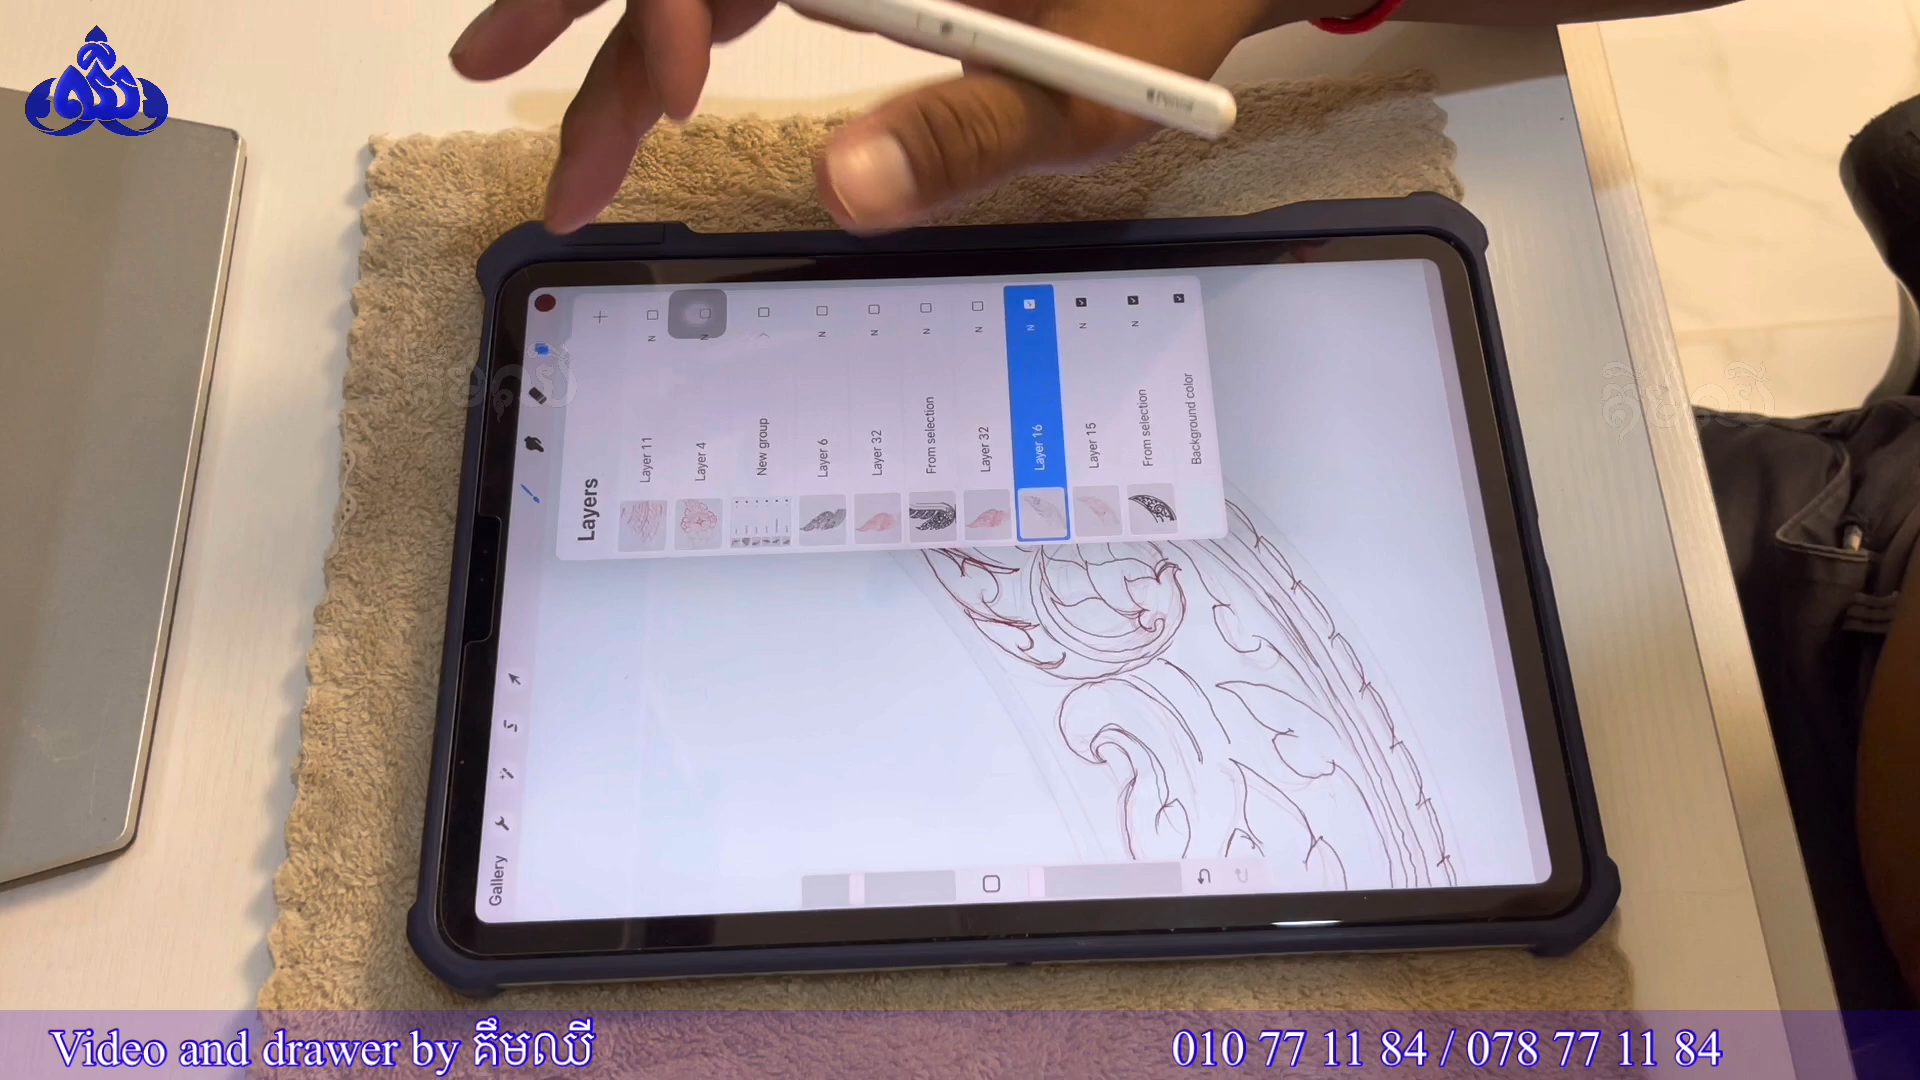 Gallery
Layers
Layer 11
N
Layer 4
N
New group
Layer 6
N
Layer 32
N
From selection
N
Layer 32
N
Layer 16
N
Layer 15
N
From selection
N
Background color
Video and drawer by គឹមឈី
010 77 11 84 / 078 77 11 84